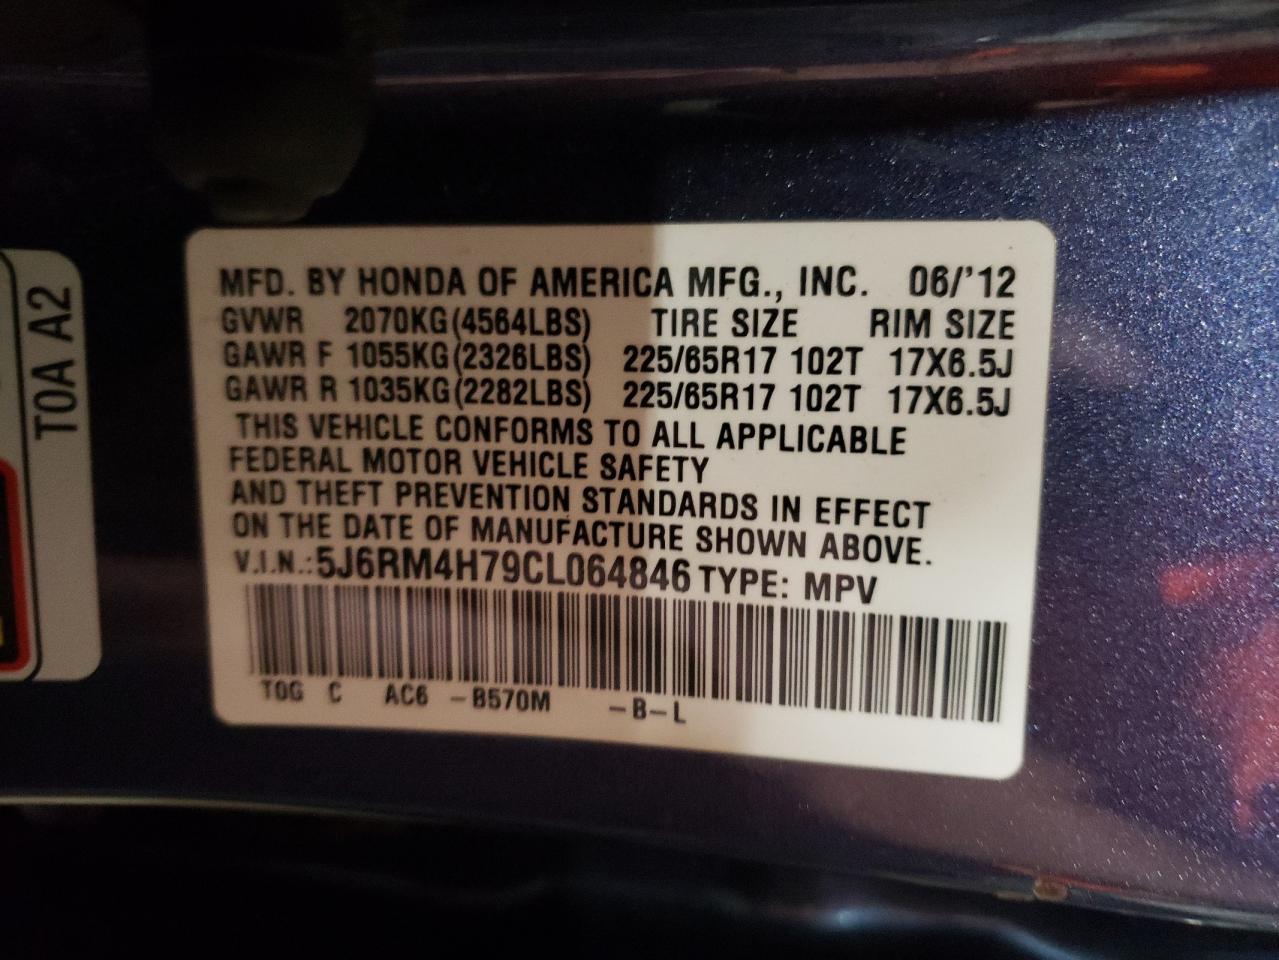 T0A A2
MFD. BY HONDA OF AMERICA MFG., INC. 06/'12
GVWR 2070KG(4564LBS) TIRE SIZE RIM SIZE
GAWR F 1055KG(2326LBS) 225/65R17 102T 17X6.5J
GAWR R 1035KG(2282LBS) 225/65R17 102T 17X6.5J
THIS VEHICLE CONFORMS TO ALL APPLICABLE
FEDERAL MOTOR VEHICLE SAFETY
AND THEFT PREVENTION STANDARDS IN EFFECT
ON THE DATE OF MANUFACTURE SHOWN ABOVE.
V.I.N.:5J6RM4H79CL064846 TYPE: MPV
T0G C AC6 -B570M -B-L